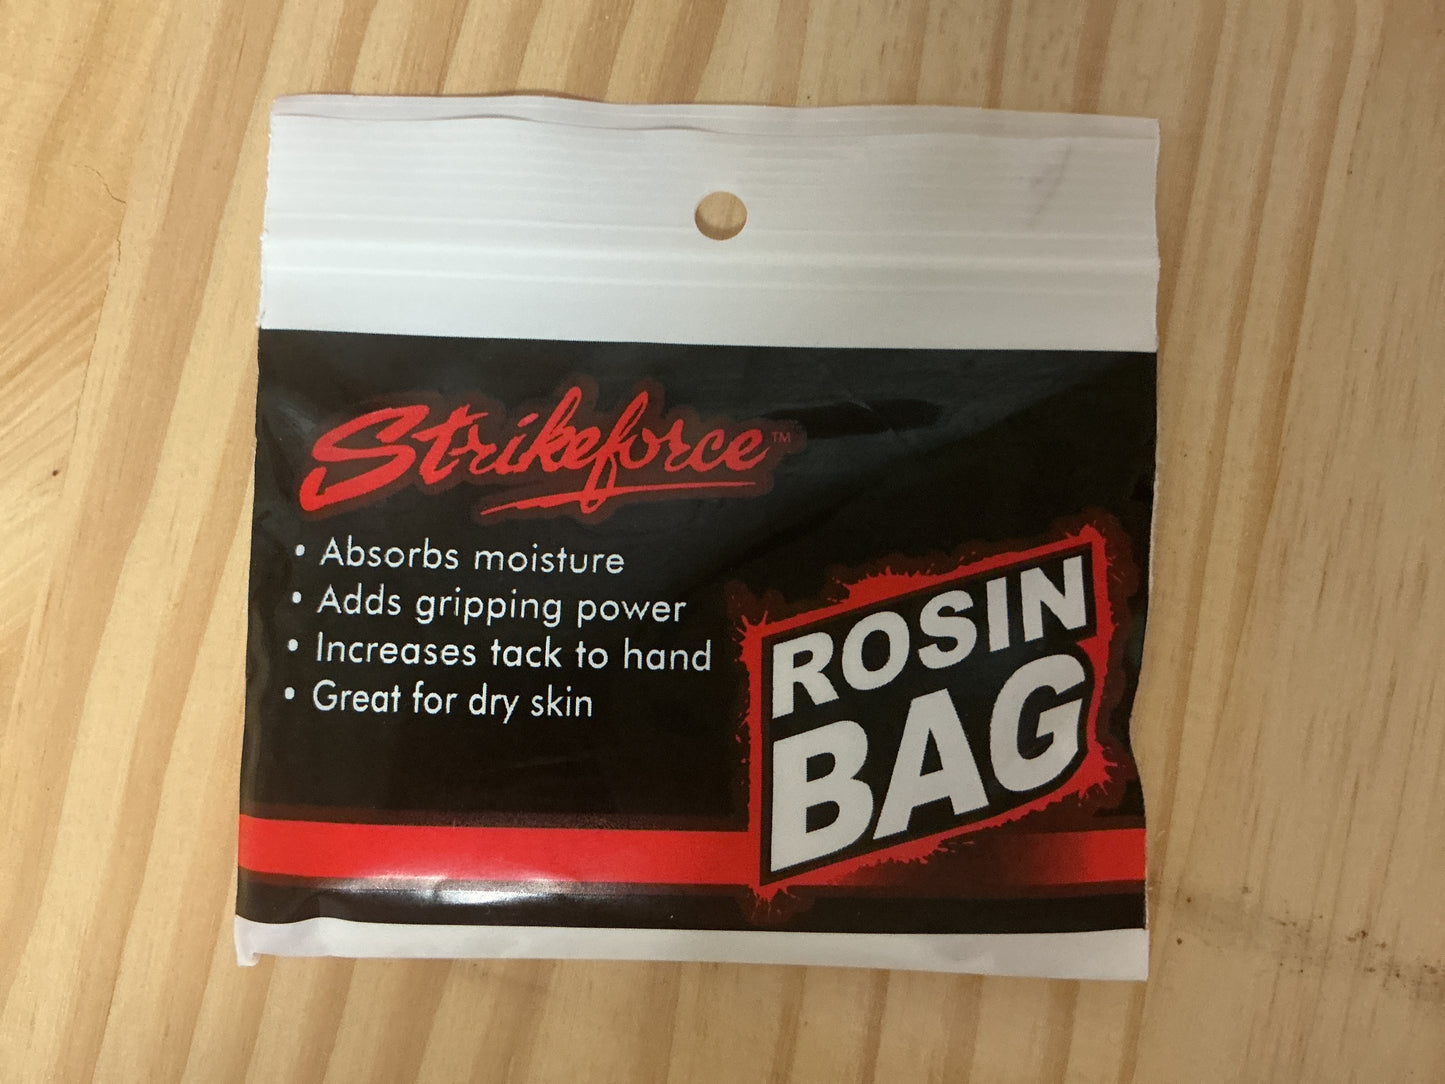 Strikeforce™
• Absorbs moisture
• Adds gripping power
• Increases tack to hand
• Great for dry skin
ROSIN
BAG